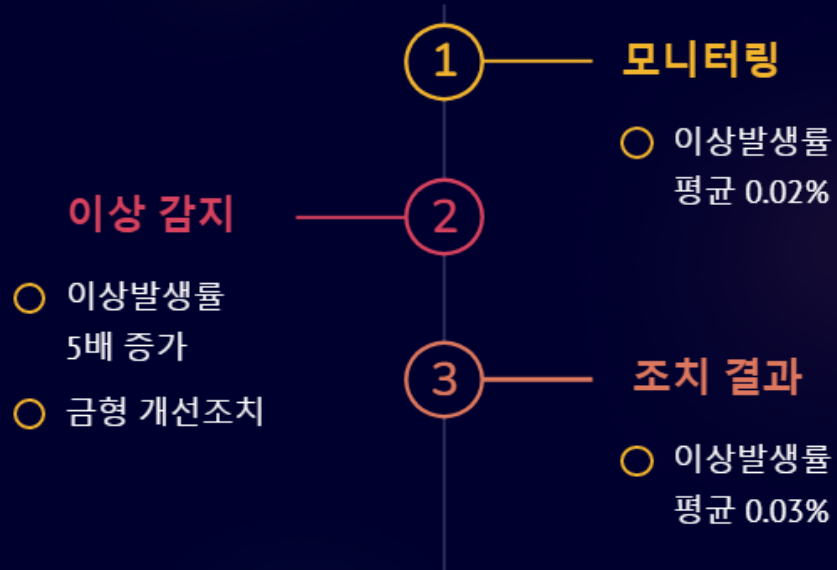 1
모니터링
이상발생률
평균 0.02%
2
이상 감지
이상발생률
5배 증가
금형 개선조치
3
조치 결과
이상발생률
평균 0.03%